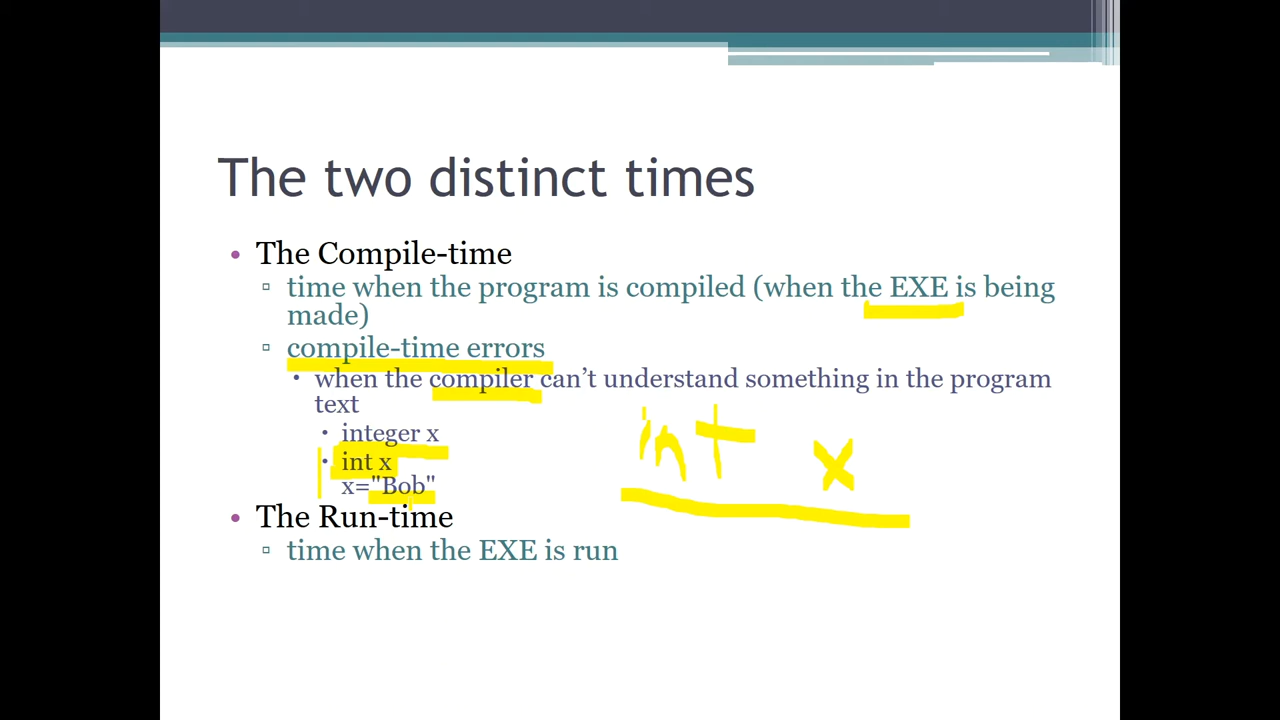 The two distinct times
• The Compile-time
▫ time when the program is compiled (when the EXE is being
made)
▫ compile-time errors
▪ when the compiler can't understand something in the program
text
• integer x
• int x
x="Bob"
int x
• The Run-time
▫ time when the EXE is run